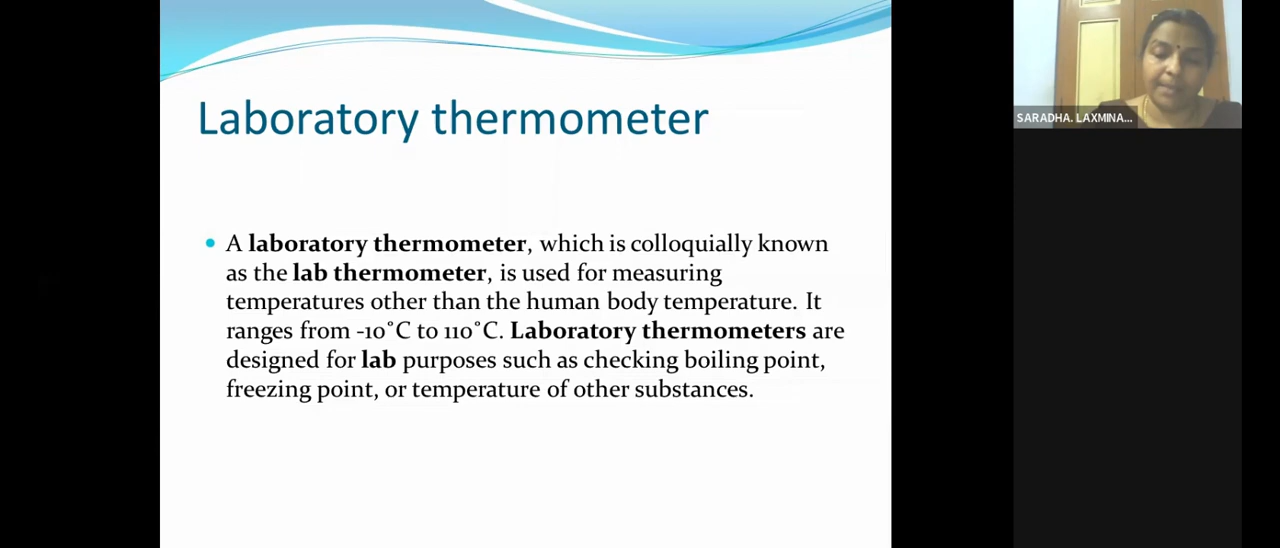 Laboratory thermometer
SARADHA. LAXMINA...
A laboratory thermometer, which is colloquially known
as the lab thermometer, is used for measuring
temperatures other than the human body temperature. It
ranges from -10°C to 110°C. Laboratory thermometers are
designed for lab purposes such as checking boiling point,
freezing point, or temperature of other substances.